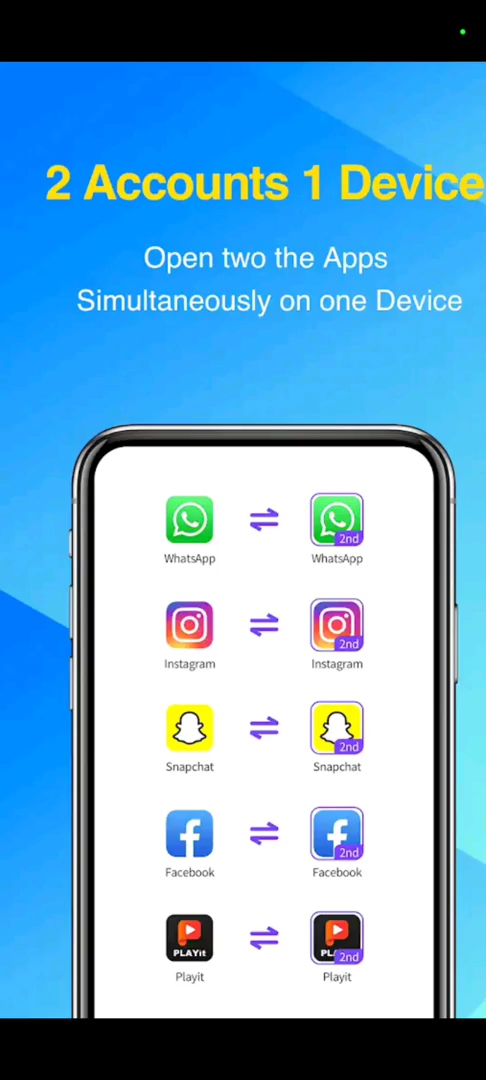 2 Accounts 1 Device
Open two the Apps
Simultaneously on one Device
2nd
WhatsApp WhatsApp
2nd
Instagram Instagram
2nd
Snapchat Snapchat
2nd
Facebook Facebook
PLAYit PL 2nd
Playit Playit